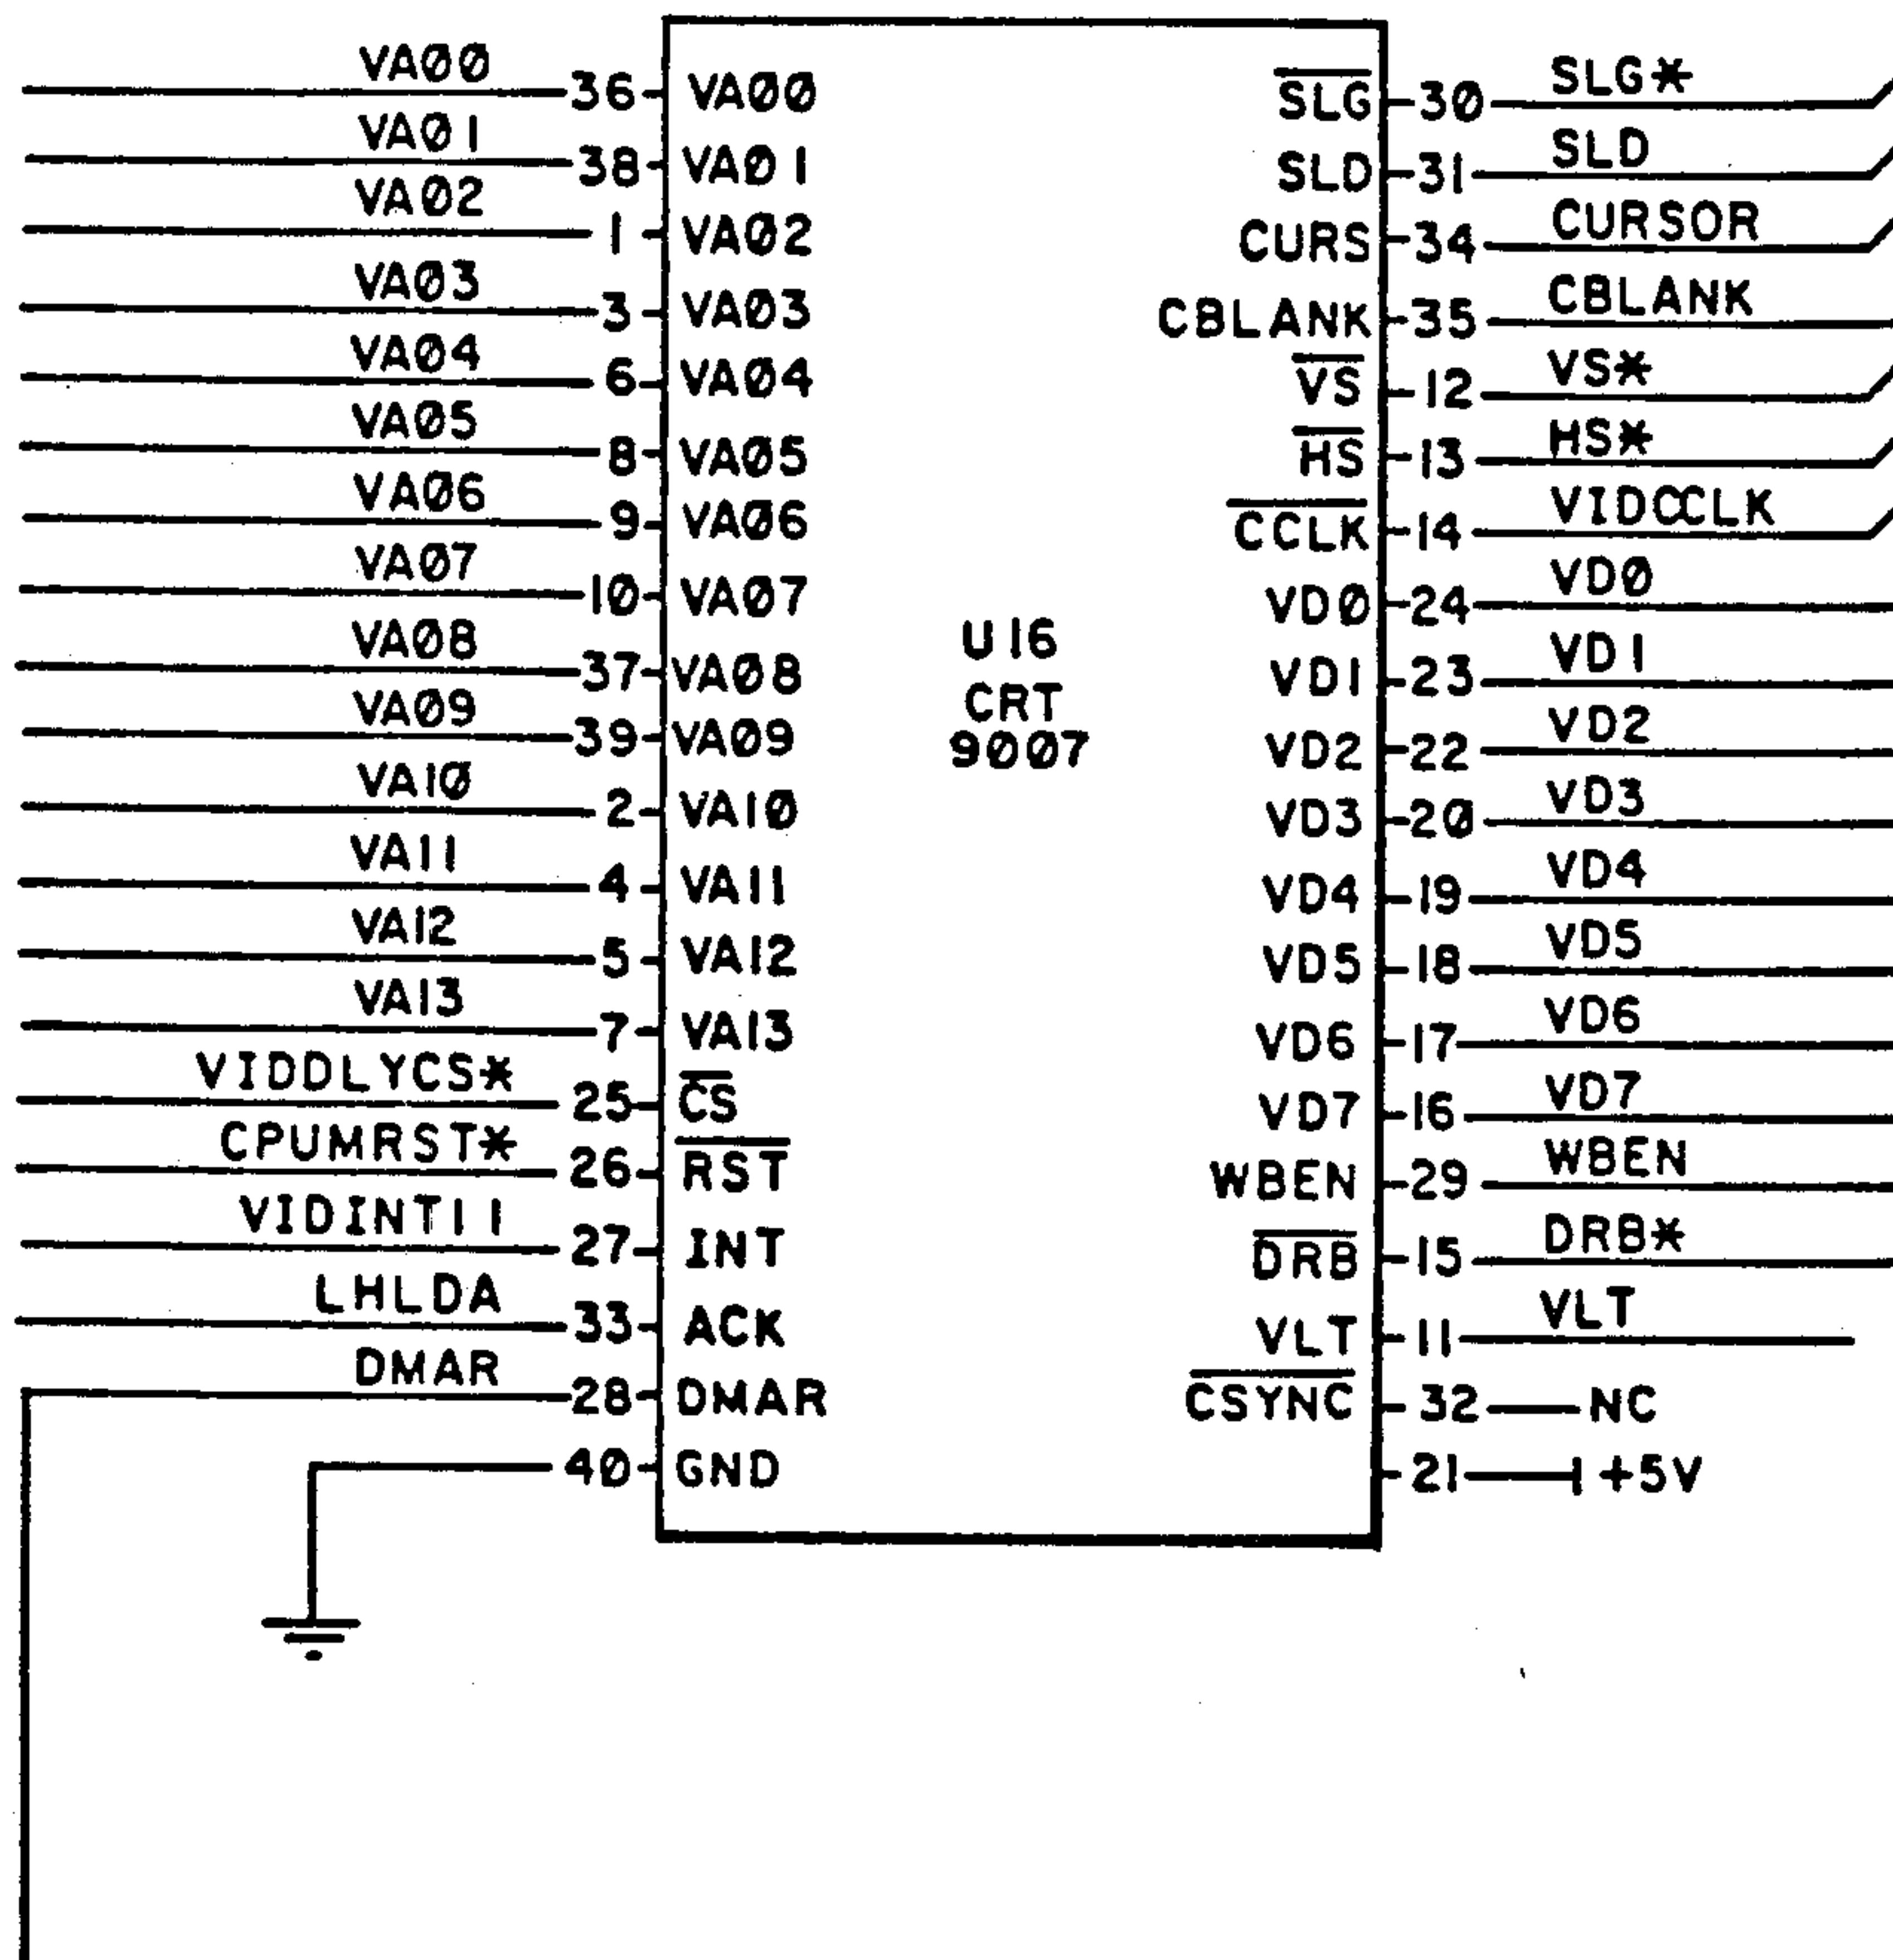 VA00 36 VA00 SLG 30 SLG*
VA01 38 VA01 SLD 31 SLD
VA02 1 VA02 CURS 34 CURSOR
VA03 3 VA03 CBLANK 35 CBLANK
VA04 6 VA04 VS 12 VS*
VA05 8 VA05 HS 13 HS*
VA06 9 VA06 CCLK 14 VIDCCLK
VA07 10 VA07 VD0 24 VD0
U16
VA08 37 VA08 VD1 23 VD1
CRT
VA09 39 VA09 9007 VD2 22 VD2
VA10 2 VA10 VD3 20 VD3
VA11 4 VA11 VD4 19 VD4
VA12 5 VA12 VD5 18 VD5
VA13 7 VA13 VD6 17 VD6
VIDDLYCS* 25 CS VD7 16 VD7
CPUMRST* 26 RST WBEN 29 WBEN
VIDINT11 27 INT DRB 15 DRB*
LHLDA 33 ACK VLT 11 VLT
DMAR 28 DMAR CSYNC 32 NC
40 GND 21 +5V